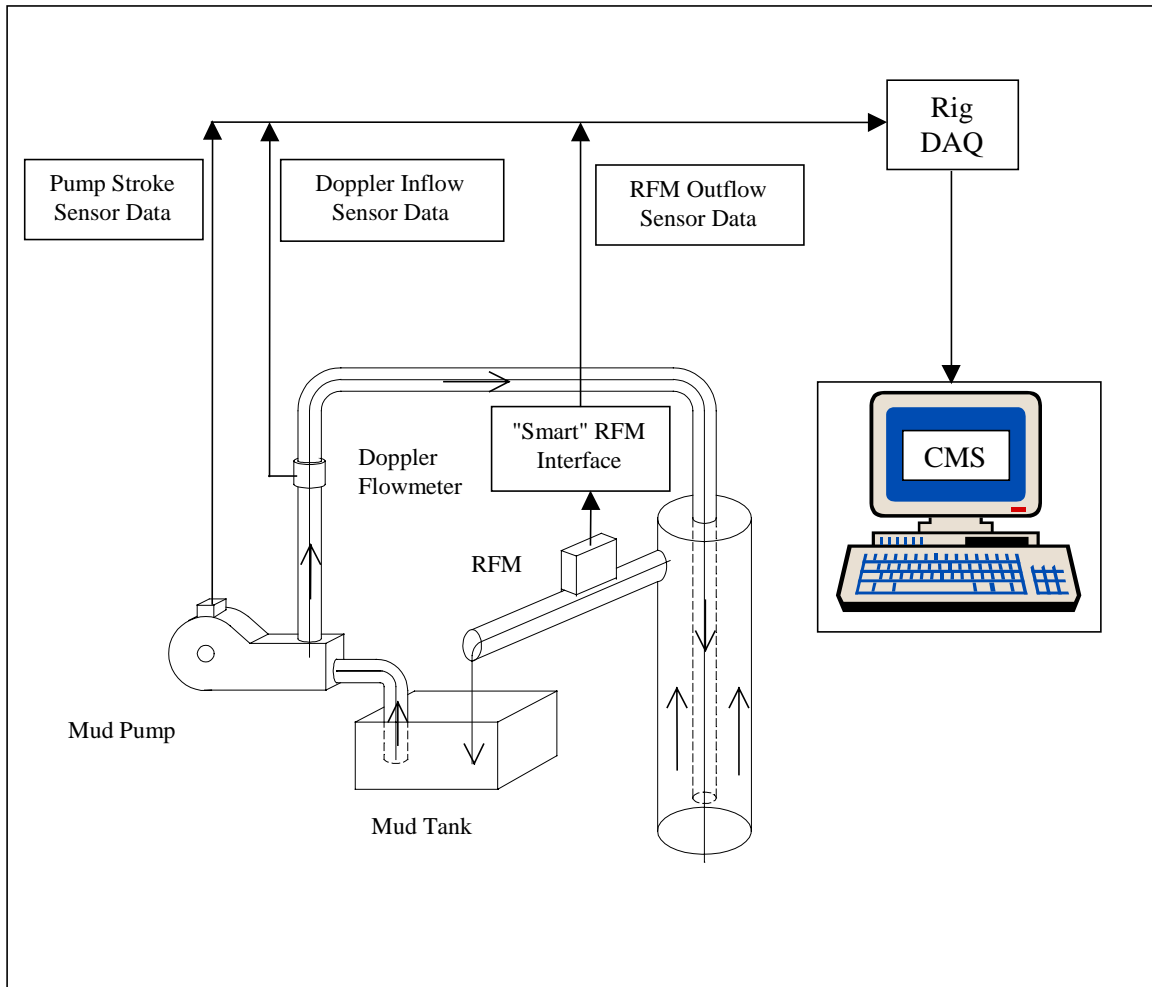 Rig
DAQ
Pump Stroke
Sensor Data
Doppler Inflow
Sensor Data
RFM Outflow
Sensor Data
"Smart" RFM
Interface
CMS
Doppler
Flowmeter
RFM
Mud Pump
Mud Tank